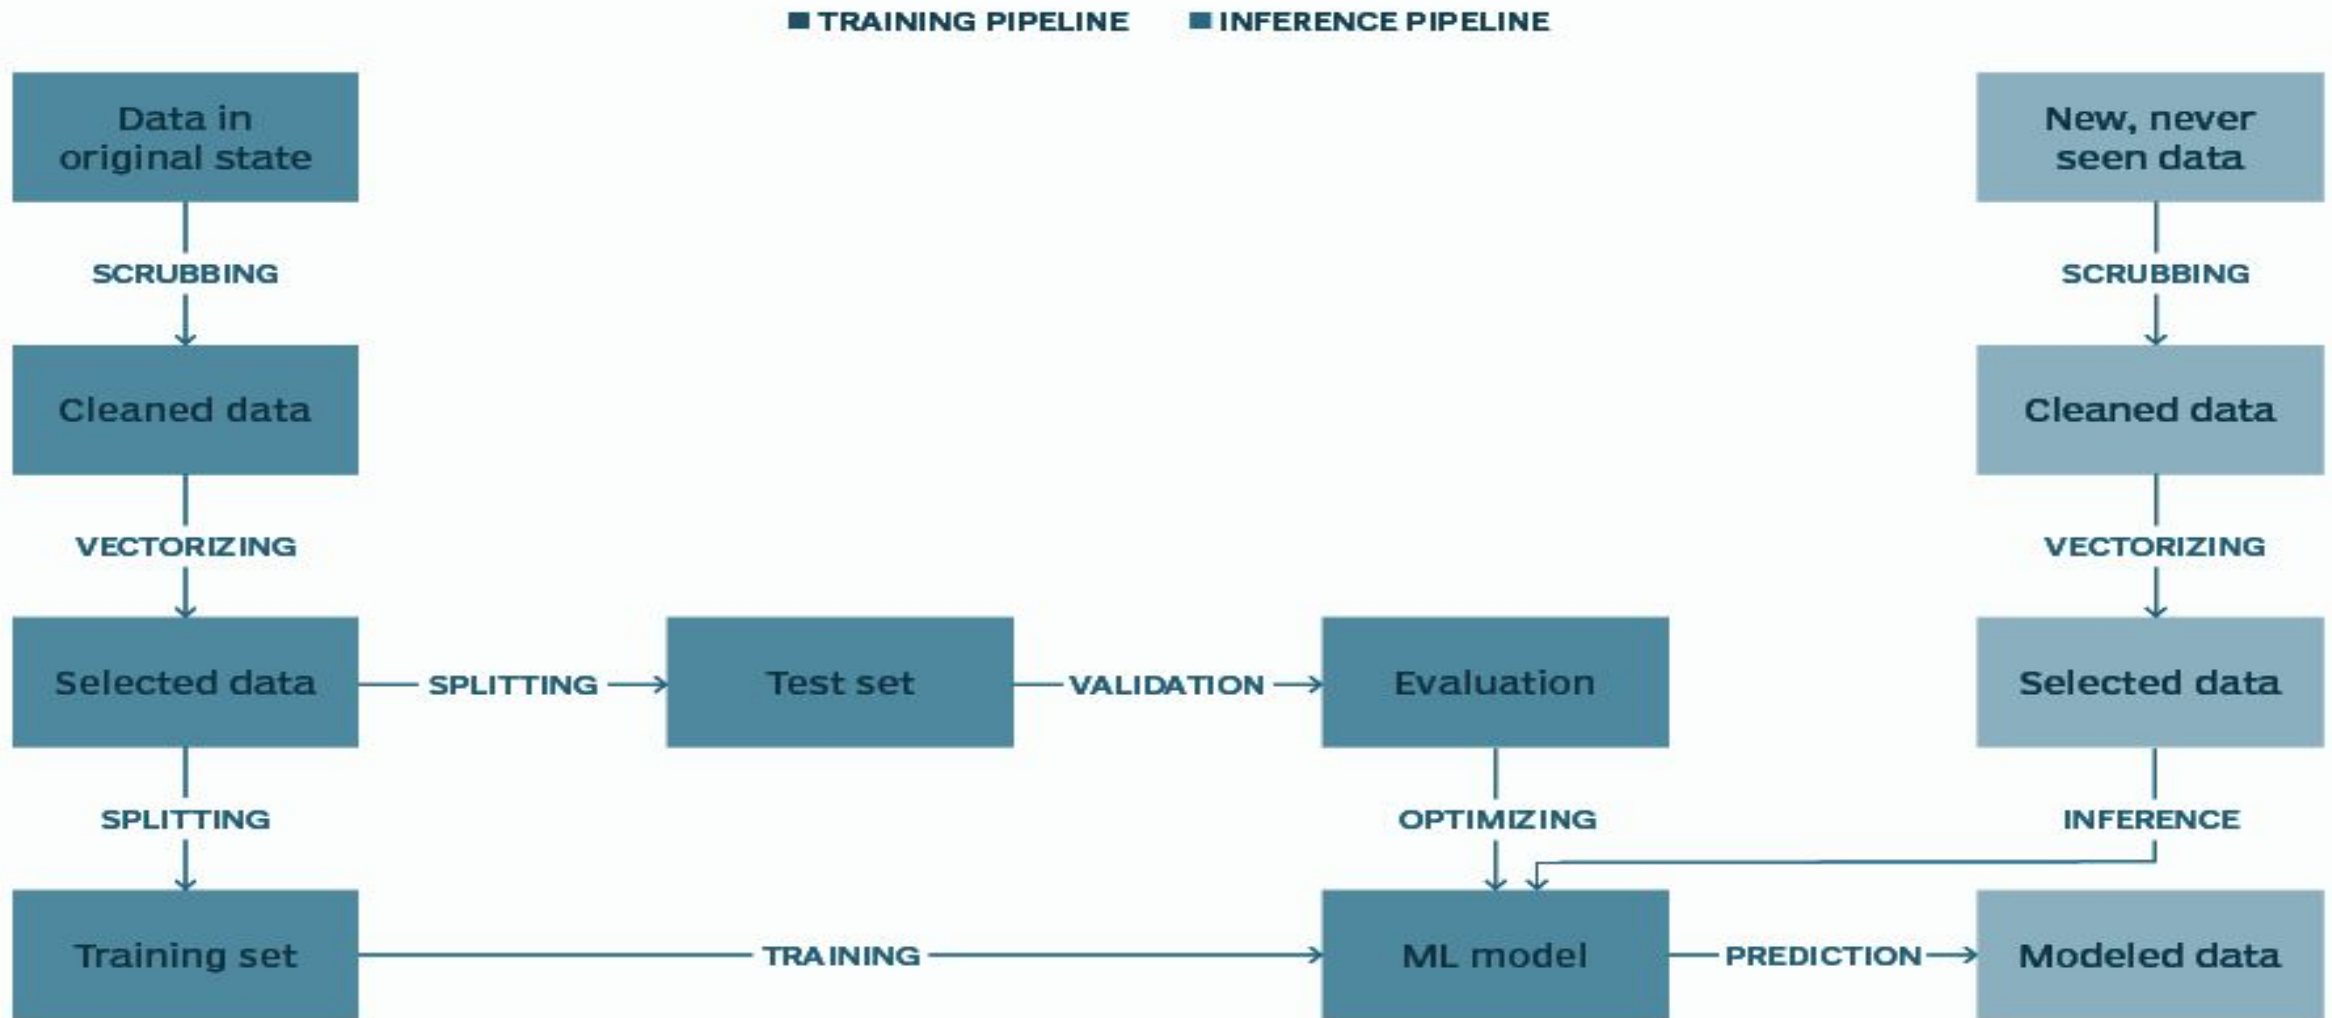 TRAINING PIPELINE
INFERENCE PIPELINE
Data in
original state
New, never
seen data
SCRUBBING
SCRUBBING
Cleaned data
Cleaned data
VECTORIZING
VECTORIZING
Selected data
SPLITTING
Test set
VALIDATION
Evaluation
Selected data
SPLITTING
OPTIMIZING
INFERENCE
Training set
TRAINING
ML model
PREDICTION
Modeled data